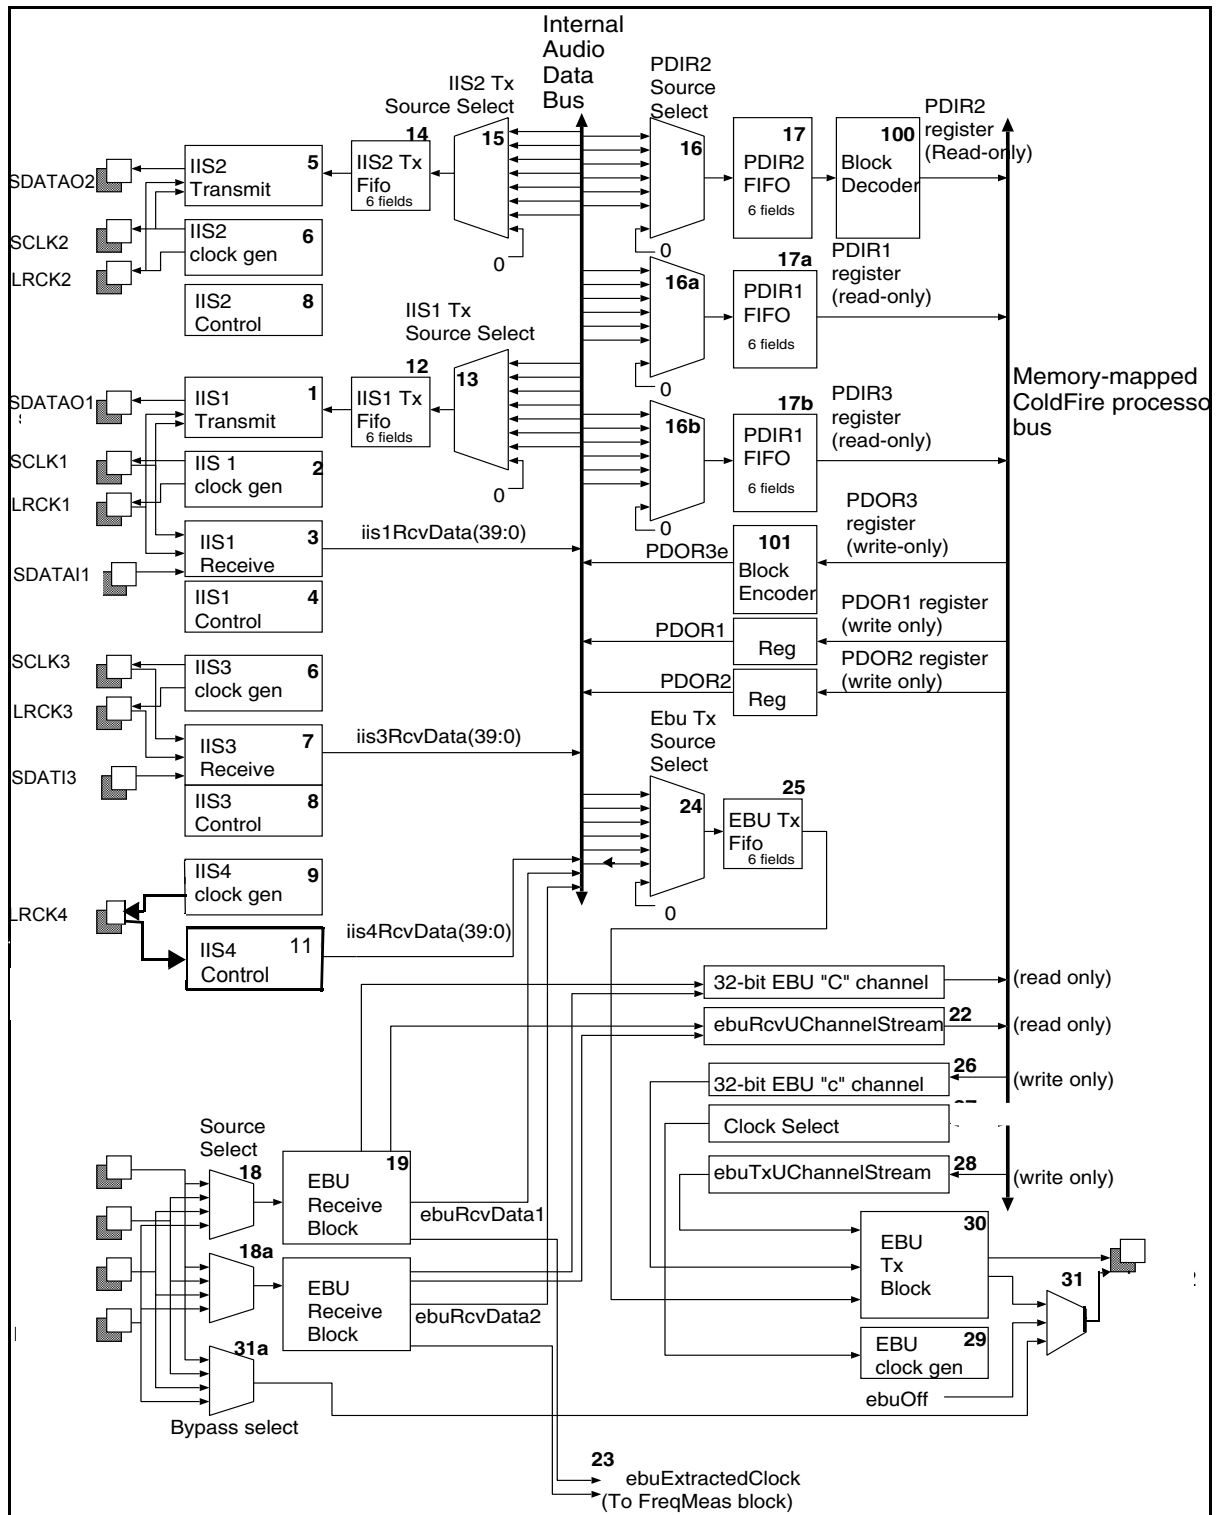 Internal
Audio
Data
Bus
IIS2 Tx
Source Select
PDIR2
Source
Select
PDIR2
register
(Read-only)
SDATAO2
SCLK2
LRCK2
IIS2 5
Transmit
IIS2 6
clock gen
IIS2 8
Control
14
IIS2 Tx
Fifo
6 fields
15
0
16
0
17
PDIR2
FIFO
6 fields
100
Block
Decoder
PDIR1
register
(read-only)
16a
0
17a
PDIR1
FIFO
6 fields
IIS1 Tx
Source Select
SDATAO1
SCLK1
LRCK1
SDATAI1
IIS1 1
Transmit
IIS 1 2
clock gen
IIS1 3
Receive
IIS1 4
Control
12
IIS1 Tx
Fifo
6 fields
13
0
iis1RcvData(39:0)
Memory-mapped
ColdFire processo
bus
PDIR3
register
(read-only)
16b
0
17b
PDIR1
FIFO
6 fields
PDOR3
register
(write-only)
PDOR3e
101
Block
Encoder
PDOR1 register
(write only)
PDOR1
Reg
PDOR2 register
(write only)
PDOR2
Reg
SCLK3
LRCK3
SDATI3
IIS3 6
clock gen
IIS3 7
Receive
IIS3 8
Control
iis3RcvData(39:0)
Ebu Tx
Source
Select
24
0
25
EBU Tx
Fifo
6 fields
LRCK4
IIS4 9
clock gen
IIS4 11
Control
iis4RcvData(39:0)
32-bit EBU "C" channel
(read only)
ebuRcvUChannelStream 22
(read only)
32-bit EBU "c" channel 26
(write only)
Clock Select
ebuTxUChannelStream 28
(write only)
Source
Select
18
19
EBU
Receive
Block
ebuRcvData1
18a
EBU
Receive
Block
ebuRcvData2
31a
Bypass select
30
EBU
Tx
Block
31
EBU 29
clock gen
ebuOff
23
ebuExtractedClock
(To FreqMeas block)